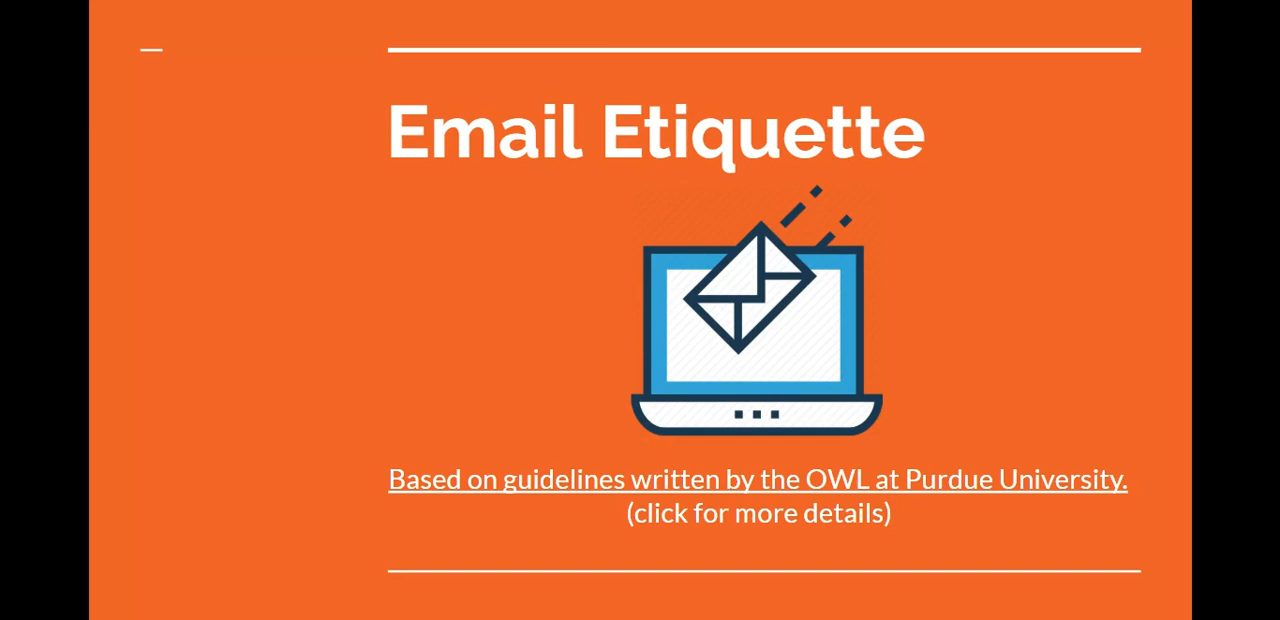 Email Etiquette
Based on guidelines written by the OWL at Purdue University.
(click for more details)